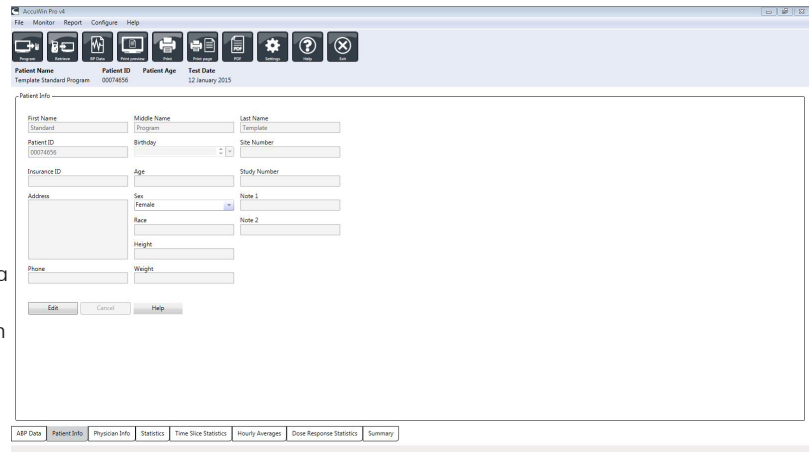 AccuWin Pro v4
File Monitor Report Configure Help
Program Retrieve BP Data Print preview Print Print page PDF Settings Help Exit
Patient Name Patient ID Patient Age Test Date
Template Standard Program 00074656 12 January 2015
Patient Info
First Name Middle Name Last Name
Standard Program Template
Patient ID Birthday Site Number
00074656
Insurance ID Age Study Number
Address Sex Note 1
Female
Race Note 2
Height
Phone Weight
a
Edit Cancel Help
n
ABP Data Patient Info Physician Info Statistics Time Slice Statistics Hourly Averages Dose Response Statistics Summary